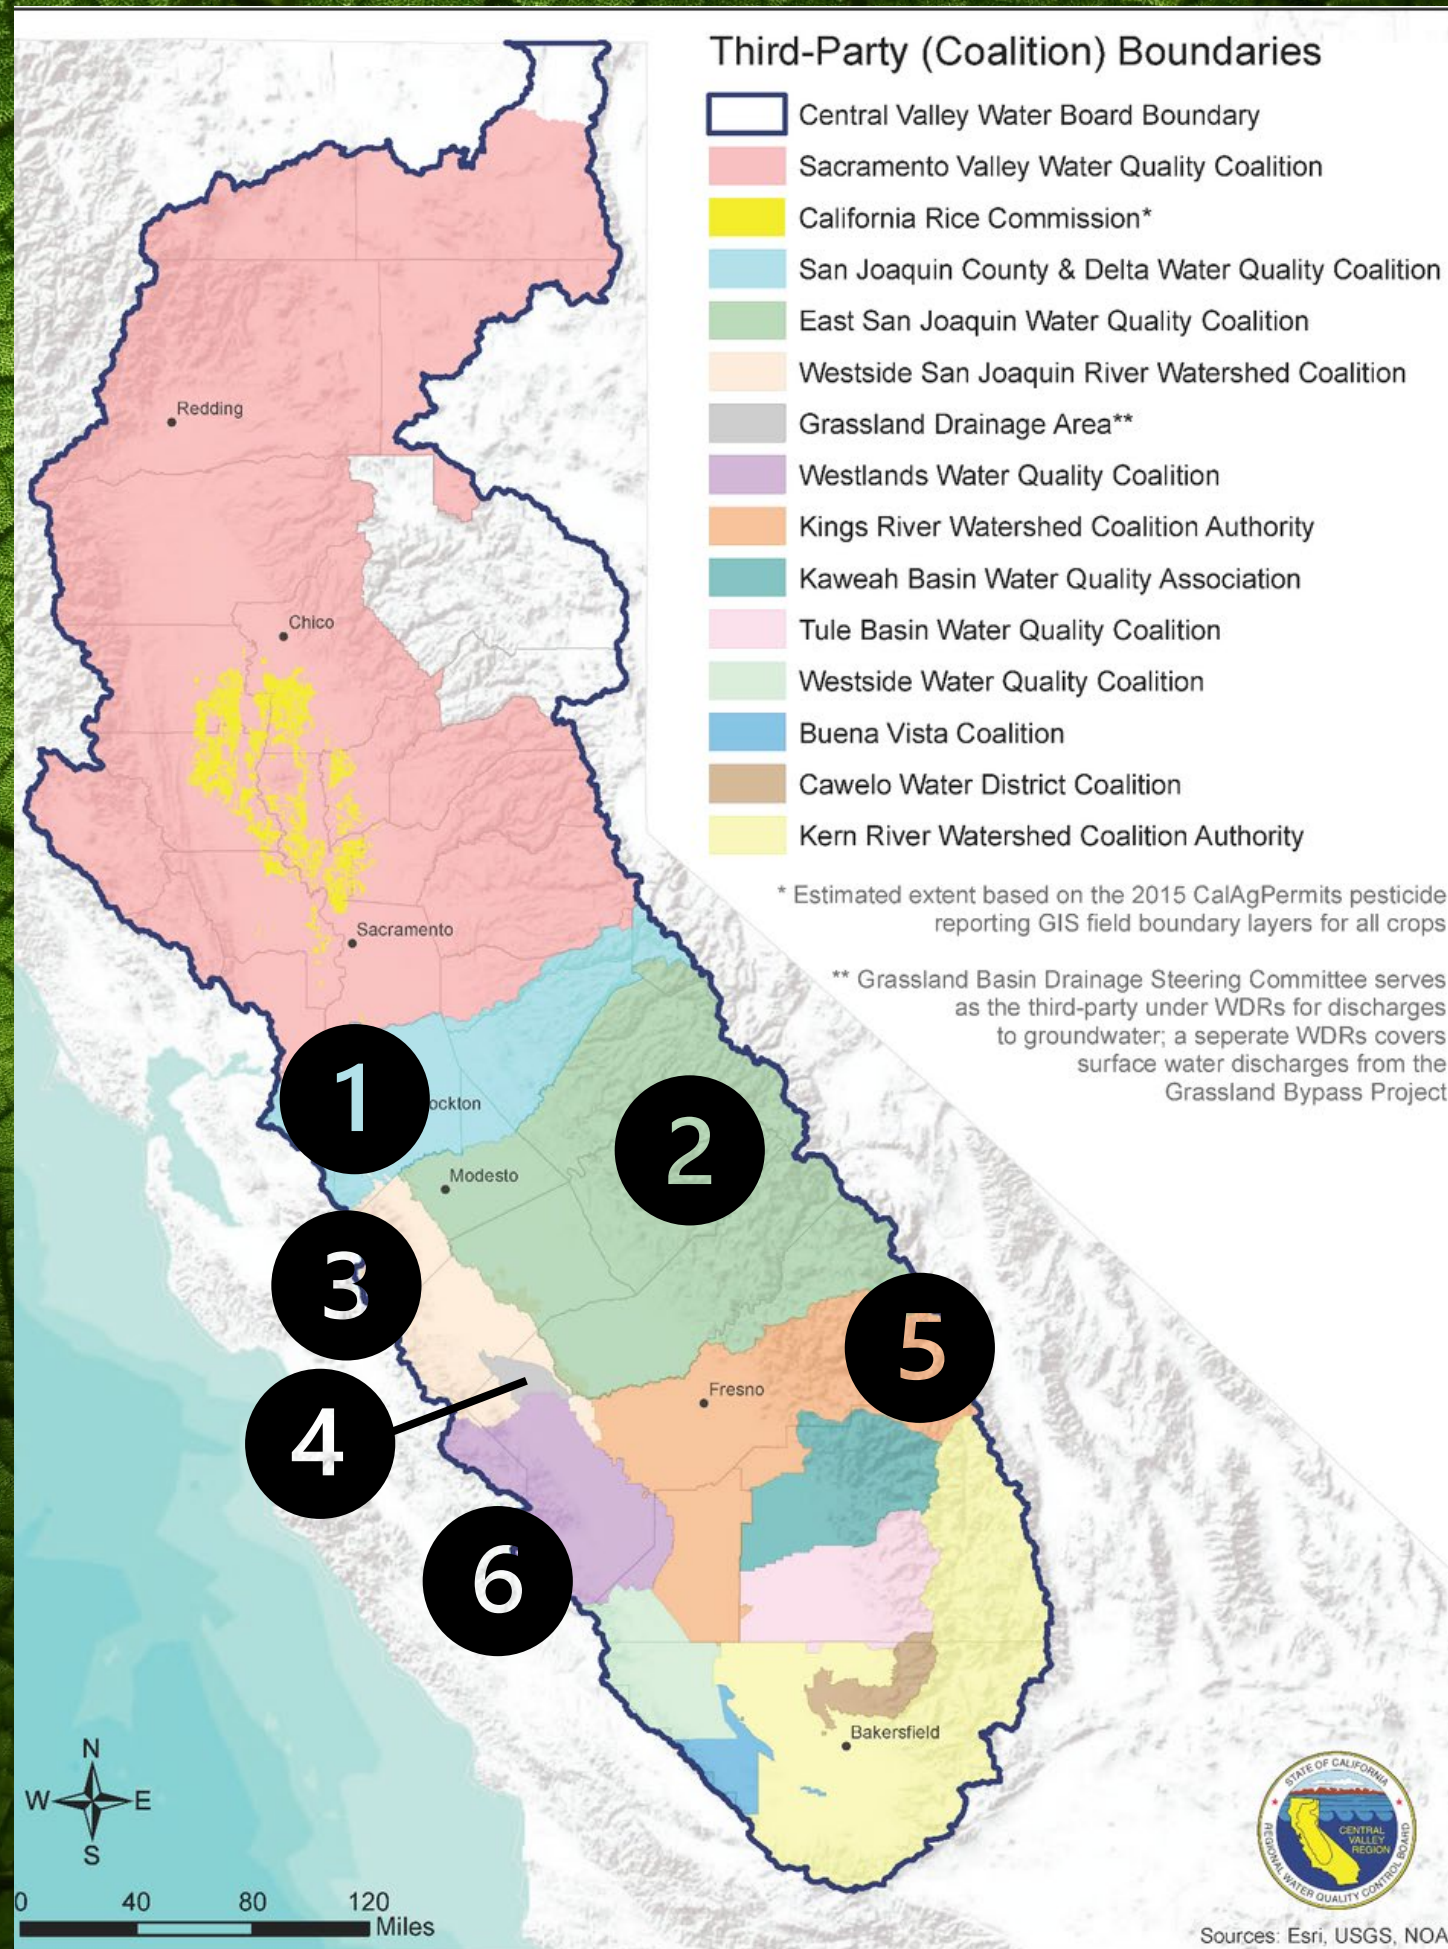 Third-Party (Coalition) Boundaries
Central Valley Water Board Boundary
Sacramento Valley Water Quality Coalition
California Rice Commission*
San Joaquin County & Delta Water Quality Coalition
East San Joaquin Water Quality Coalition
Westside San Joaquin River Watershed Coalition
Grassland Drainage Area**
Westlands Water Quality Coalition
Kings River Watershed Coalition Authority
Kaweah Basin Water Quality Association
Tule Basin Water Quality Coalition
Westside Water Quality Coalition
Buena Vista Coalition
Cawelo Water District Coalition
Kern River Watershed Coalition Authority
* Estimated extent based on the 2015 CalAgPermits pesticide
reporting GIS field boundary layers for all crops
** Grassland Basin Drainage Steering Committee serves
as the third-party under WDRs for discharges
to groundwater; a seperate WDRs covers
surface water discharges from the
Grassland Bypass Project
Redding
Chico
Sacramento
1
ockton
2
Modesto
3
5
Fresno
4
6
Bakersfield
N
W E
S
0 40 80 120
Miles
STATE OF CALIFORNIA
CENTRAL
VALLEY
REGION
REGIONAL WATER QUALITY CONTROL BOARD
Sources: Esri, USGS, NOA